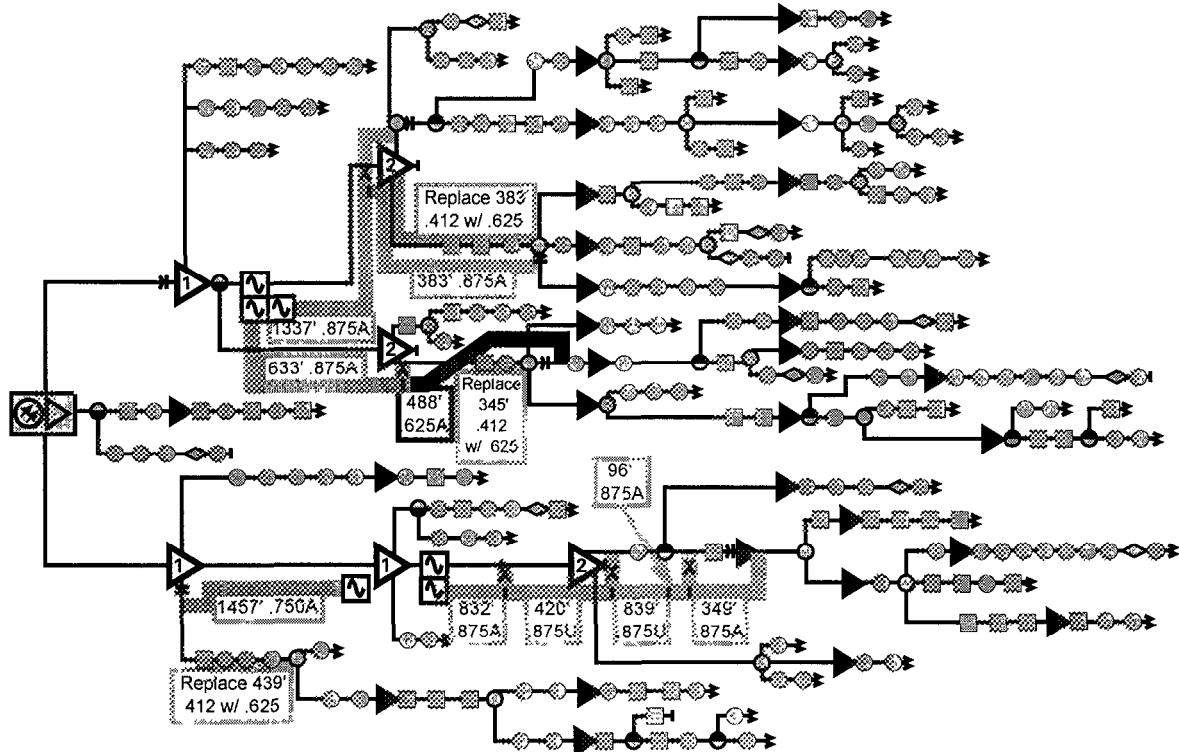 2
Replace 383'
.412 w/ .625
1
383' .875A
1337' .875A
2
633' .875A
488'
625A
Replace
345'
.412
w/ .625
96'
875A
1
1
2
1457' .750A
832'
875A
420'
875U
839'
875U
349'
875A
Replace 439'
412 w/ .625